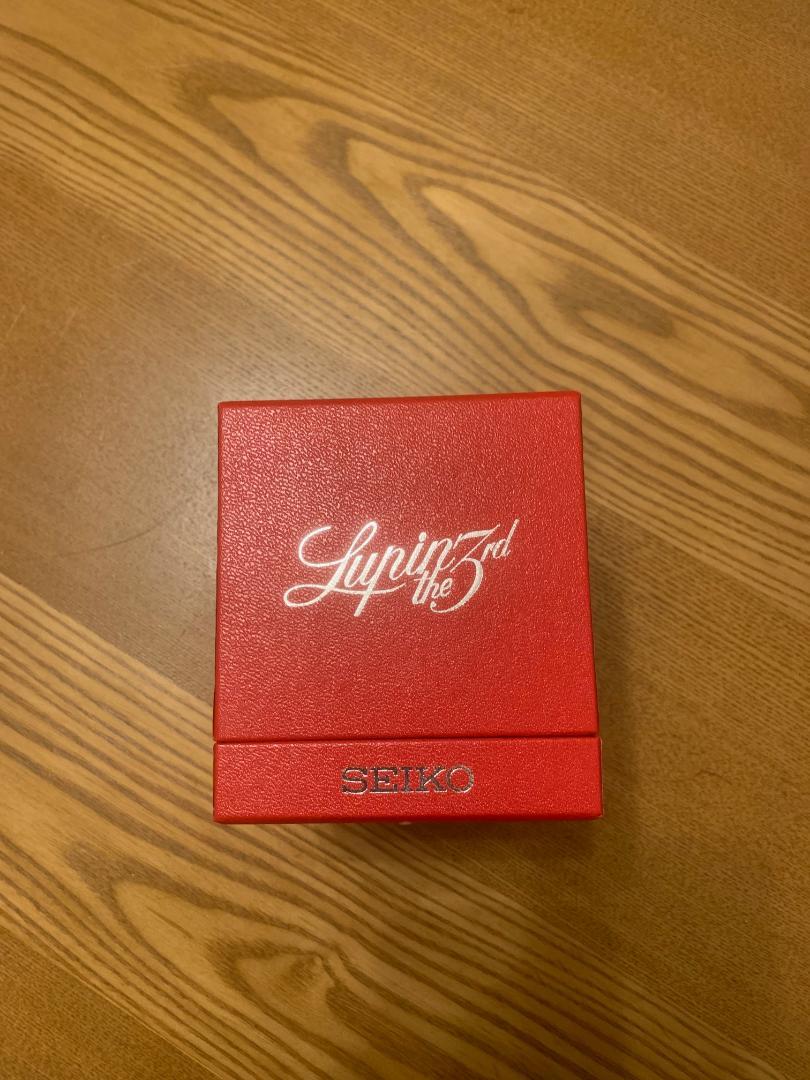 Lupin the 3rd
SEIKO